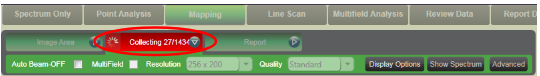 Spectrum Only Point Analysis Mapping Line Scan Multifield Analysis Review Data Report D
Image Area Collecting 27/1434 Report
Auto Beam-OFF MultiField Resolution 256 x 200 Quality Standard Display Options Show Spectrum Advanced